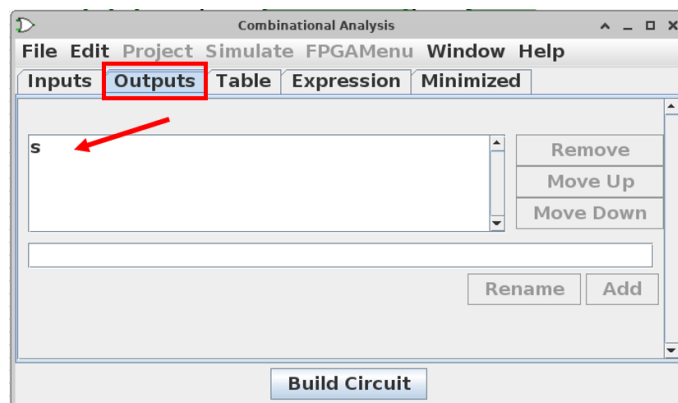 Combinational Analysis
File Edit Project Simulate FPGAMenu Window Help
Inputs Outputs Table Expression Minimized
s
Remove
Move Up
Move Down
Rename Add
Build Circuit